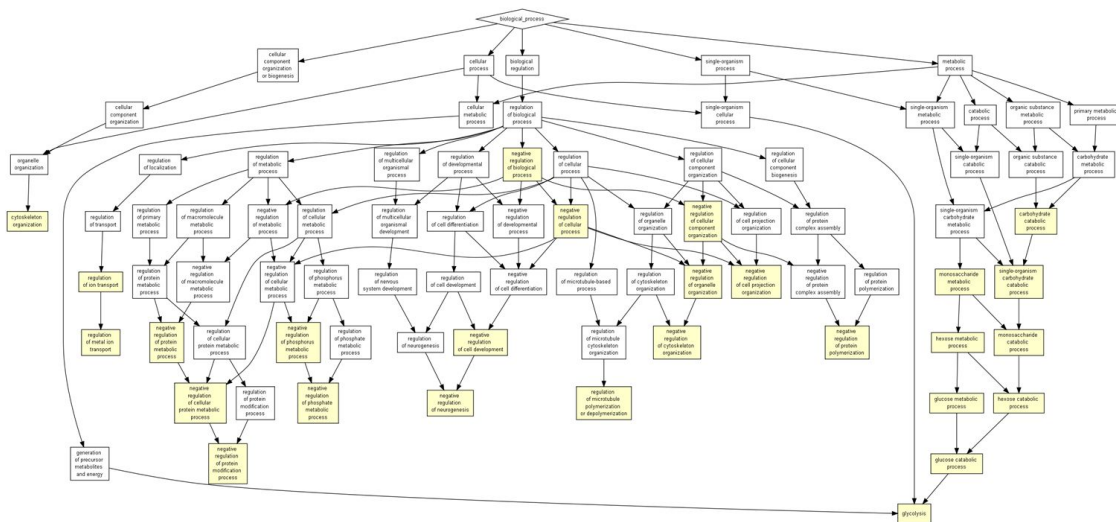 biological_process
cellular
component
organization
or biogenesis
cellular
process
biological
regulation
single-organism
process
metabolic
process
cellular
component
organization
cellular
metabolic
process
regulation
of biological
process
single-organism
cellular
process
single-organism
metabolic
process
catabolic
process
organic substance
metabolic
process
primary metabolic
process
organelle
organization
regulation
of localization
regulation
of metabolic
process
regulation
of multicellular
organismal
process
regulation
of developmental
process
negative
regulation
of biological
process
regulation
of cellular
process
regulation
of cellular
component
organization
regulation
of cellular
component
biogenesis
single-organism
catabolic
process
organic substance
catabolic
process
carbohydrate
metabolic
process
cytoskeleton
organization
regulation
of transport
regulation
of primary
metabolic
process
regulation
of macromolecule
metabolic
process
negative
regulation
of metabolic
process
regulation
of cellular
metabolic
process
regulation
of multicellular
organismal
development
regulation
of cell differentiation
negative
regulation
of developmental
process
negative
regulation
of cellular
process
regulation
of organelle
organization
negative
regulation
of cellular
component
organization
regulation
of cell projection
organization
regulation
of protein
complex assembly
single-organism
carbohydrate
metabolic
process
carbohydrate
catabolic
process
regulation
of ion transport
regulation
of protein
metabolic
process
negative
regulation
of macromolecule
metabolic
process
negative
regulation
of cellular
metabolic
process
regulation
of phosphorus
metabolic
process
regulation
of nervous
system development
regulation
of cell development
negative
regulation
of cell differentiation
regulation
of microtubule-based
process
regulation
of cytoskeleton
organization
negative
regulation
of organelle
organization
negative
regulation
of cell projection
organization
negative
regulation
of protein
complex assembly
regulation
of protein
polymerization
monosaccharide
metabolic
process
single-organism
carbohydrate
catabolic
process
regulation
of metal ion
transport
negative
regulation
of protein
metabolic
process
regulation
of cellular
protein metabolic
process
negative
regulation
of phosphorus
metabolic process
regulation
of phosphate
metabolic
process
regulation
of neurogenesis
negative
regulation
of cell development
regulation
of microtubule
cytoskeleton
organization
negative
regulation
of cytoskeleton
organization
negative
regulation
of protein
polymerization
hexose metabolic
process
monosaccharide
catabolic
process
negative
regulation
of cellular
protein metabolic
process
regulation
of protein
modification
process
negative
regulation
of phosphate
metabolic
process
negative
regulation
of neurogenesis
regulation
of microtubule
polymerization
or depolymerization
glucose metabolic
process
hexose catabolic
process
generation
of precursor
metabolites
and energy
negative
regulation
of protein
modification
process
glucose catabolic
process
glycolysis